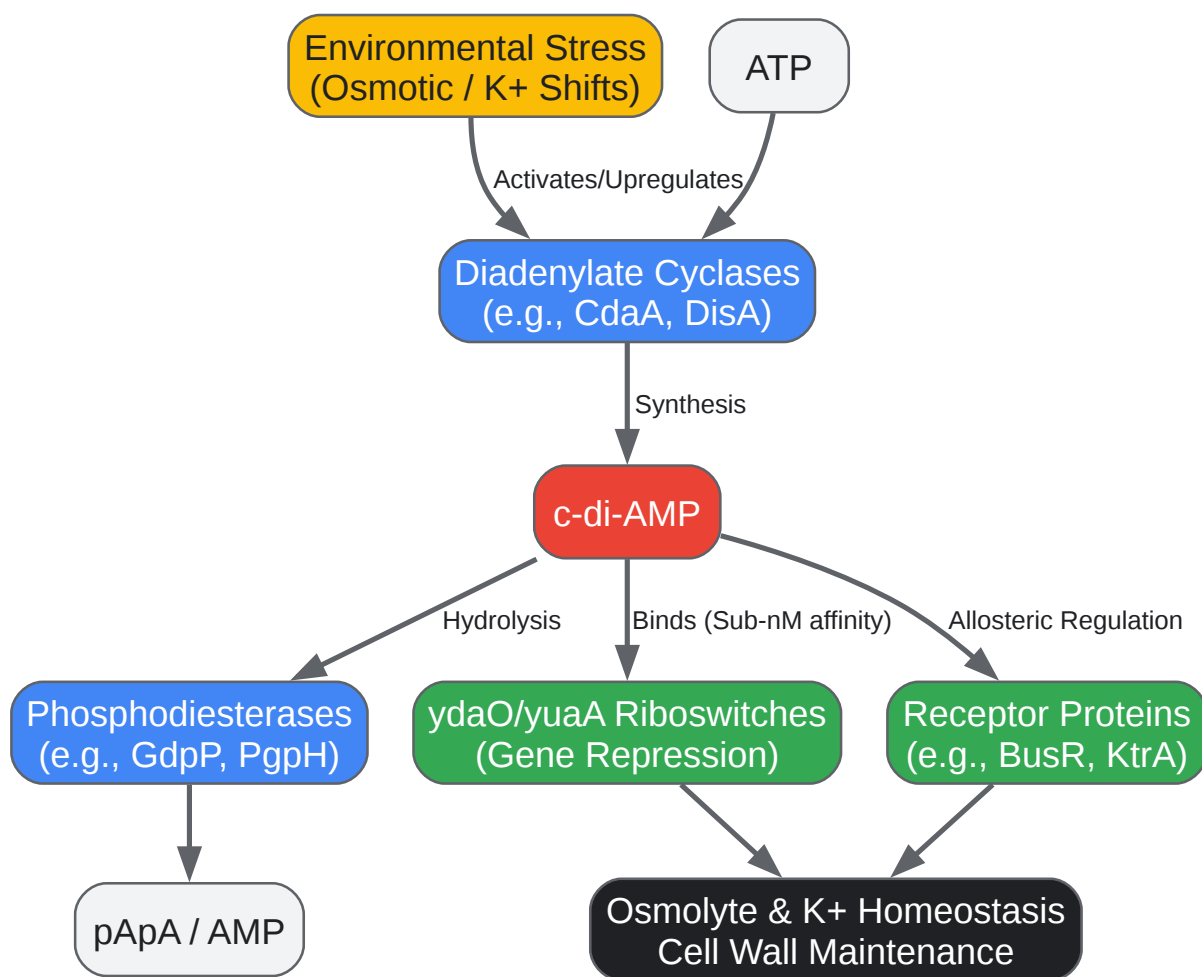 Environmental Stress
(Osmotic / K+ Shifts)
ATP
Activates/Upregulates
Diadenylate Cyclases
(e.g., CdaA, DisA)
Synthesis
c-di-AMP
Hydrolysis
Binds (Sub-nM affinity)
Allosteric Regulation
Phosphodiesterases
(e.g., GdpP, PgpH)
ydaO/yuaA Riboswitches
(Gene Repression)
Receptor Proteins
(e.g., BusR, KtrA)
pApA / AMP
Osmolyte & K+ Homeostasis
Cell Wall Maintenance